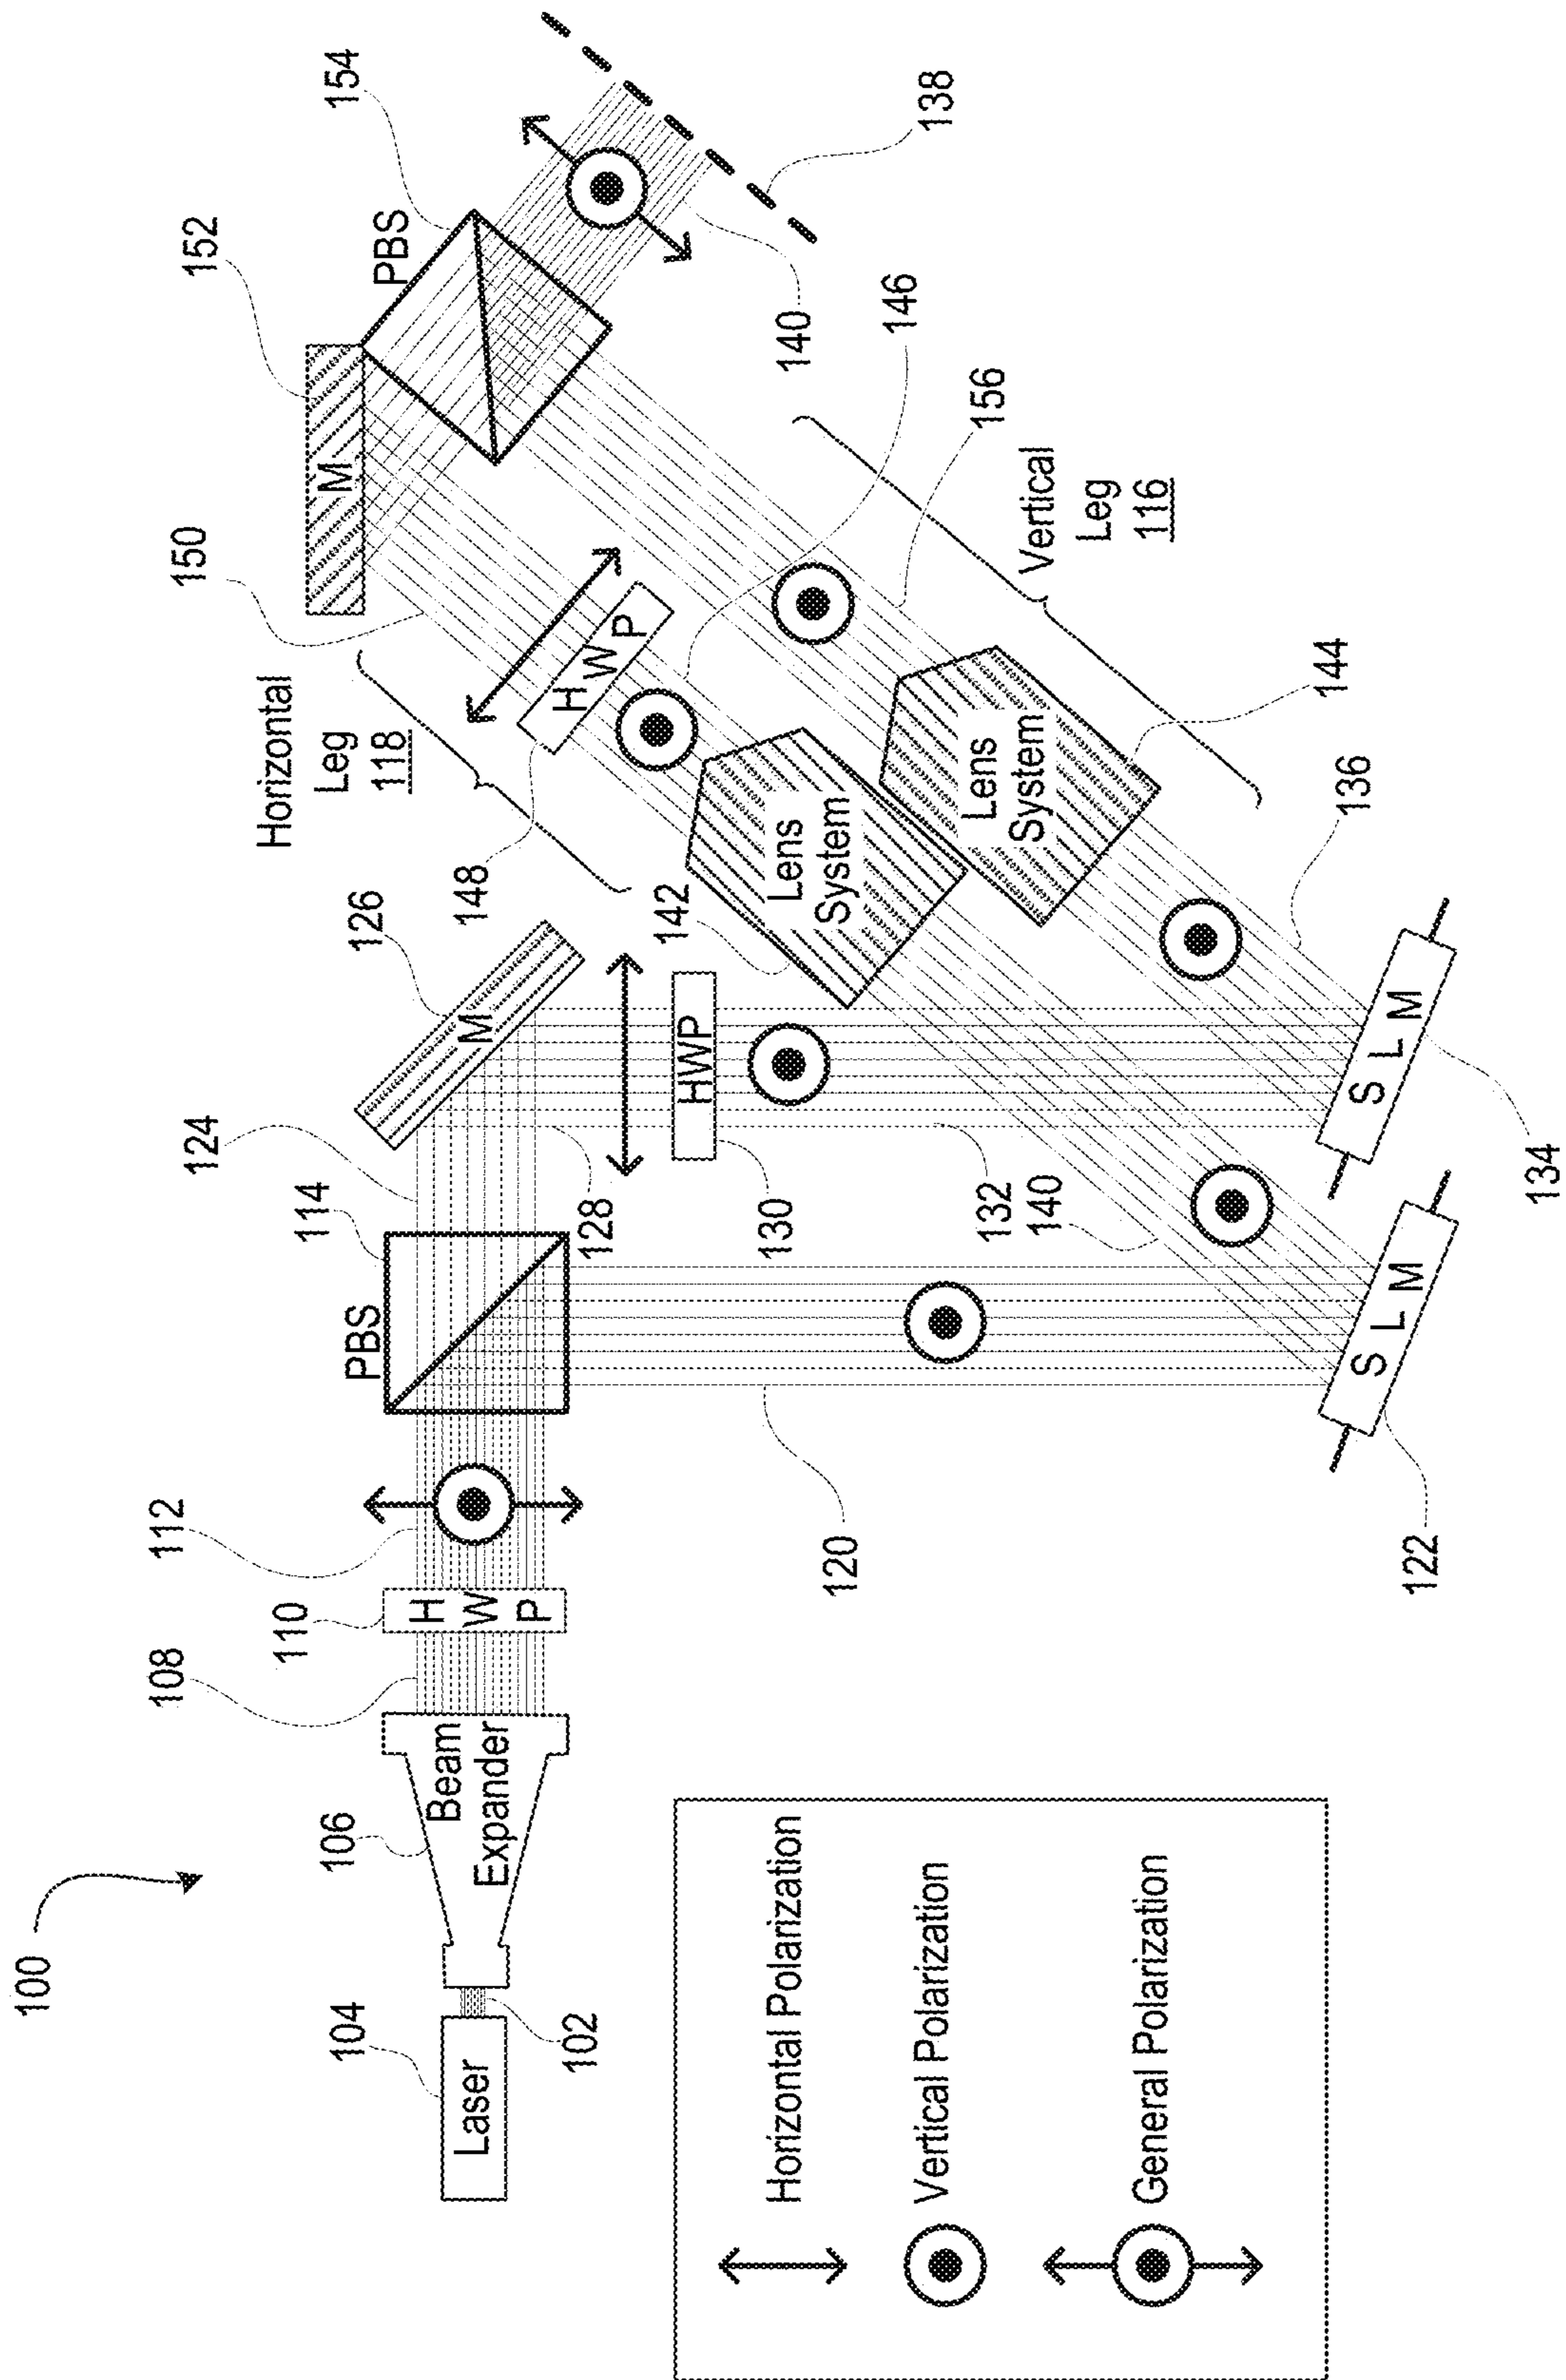 100
Laser
104
102
106
Beam
Expander
108
110
H
W
P
112
PBS
114
124
126
M
128
HWP
130
132
140
120
S L M
122
S L M
134
136
142
Lens
System
Lens
System
144
Horizontal
Leg
118
148
H W P
146
150
M
152
PBS
154
140
138
156
Vertical
Leg
116
Horizontal Polarization
Vertical Polarization
General Polarization